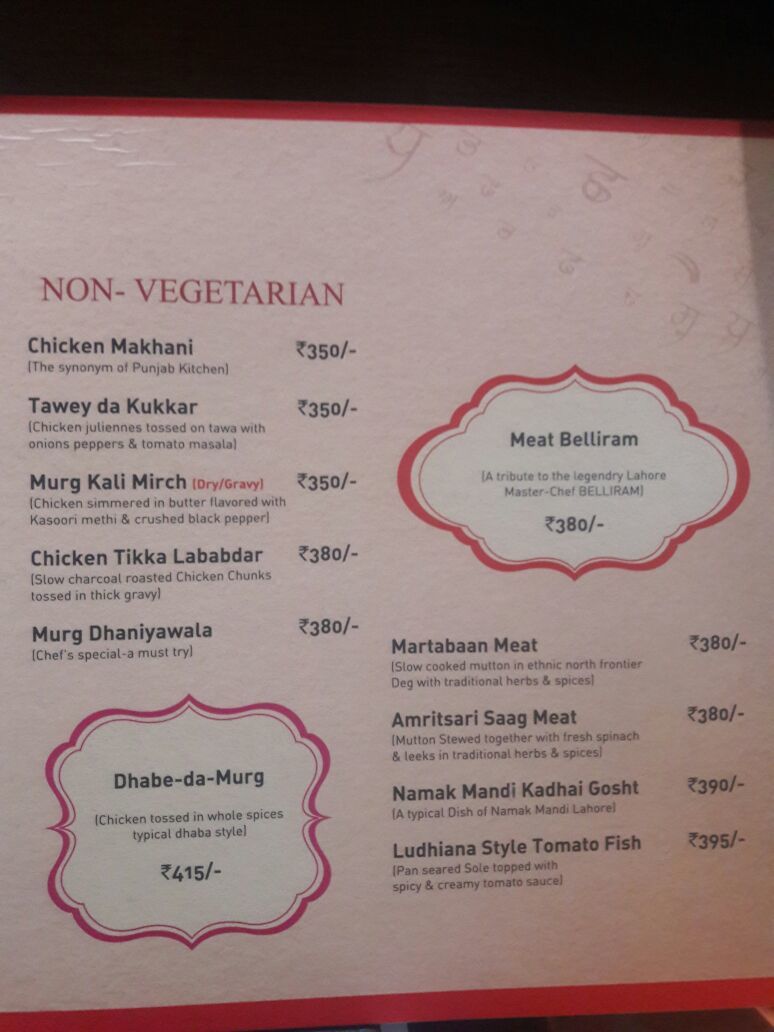 NON- VEGETARIAN
Chicken Makhani ₹350/-
(The synonym of Punjab Kitchen)
Tawey da Kukkar ₹350/-
(Chicken juliennes tossed on tawa with
onions peppers & tomato masala)
Murg Kali Mirch (Dry/Gravy) ₹350/-
(Chicken simmered in butter flavored with
Kasoori methi & crushed black pepper)
Chicken Tikka Lababdar ₹380/-
(Slow charcoal roasted Chicken Chunks
tossed in thick gravy)
Murg Dhaniyawala ₹380/-
(Chef's special-a must try)
Dhabe-da-Murg
(Chicken tossed in whole spices
typical dhaba style)
₹415/-
Meat Belliram
(A tribute to the legendry Lahore
Master-Chef BELLIRAM)
₹380/-
Martabaan Meat ₹380/-
(Slow cooked mutton in ethnic north frontier
Deg with traditional herbs & spices)
Amritsari Saag Meat ₹380/-
(Mutton Stewed together with fresh spinach
& leeks in traditional herbs & spices)
Namak Mandi Kadhai Gosht ₹390/-
(A typical Dish of Namak Mandi Lahore)
Ludhiana Style Tomato Fish ₹395/-
(Pan seared Sole topped with
spicy & creamy tomato sauce)